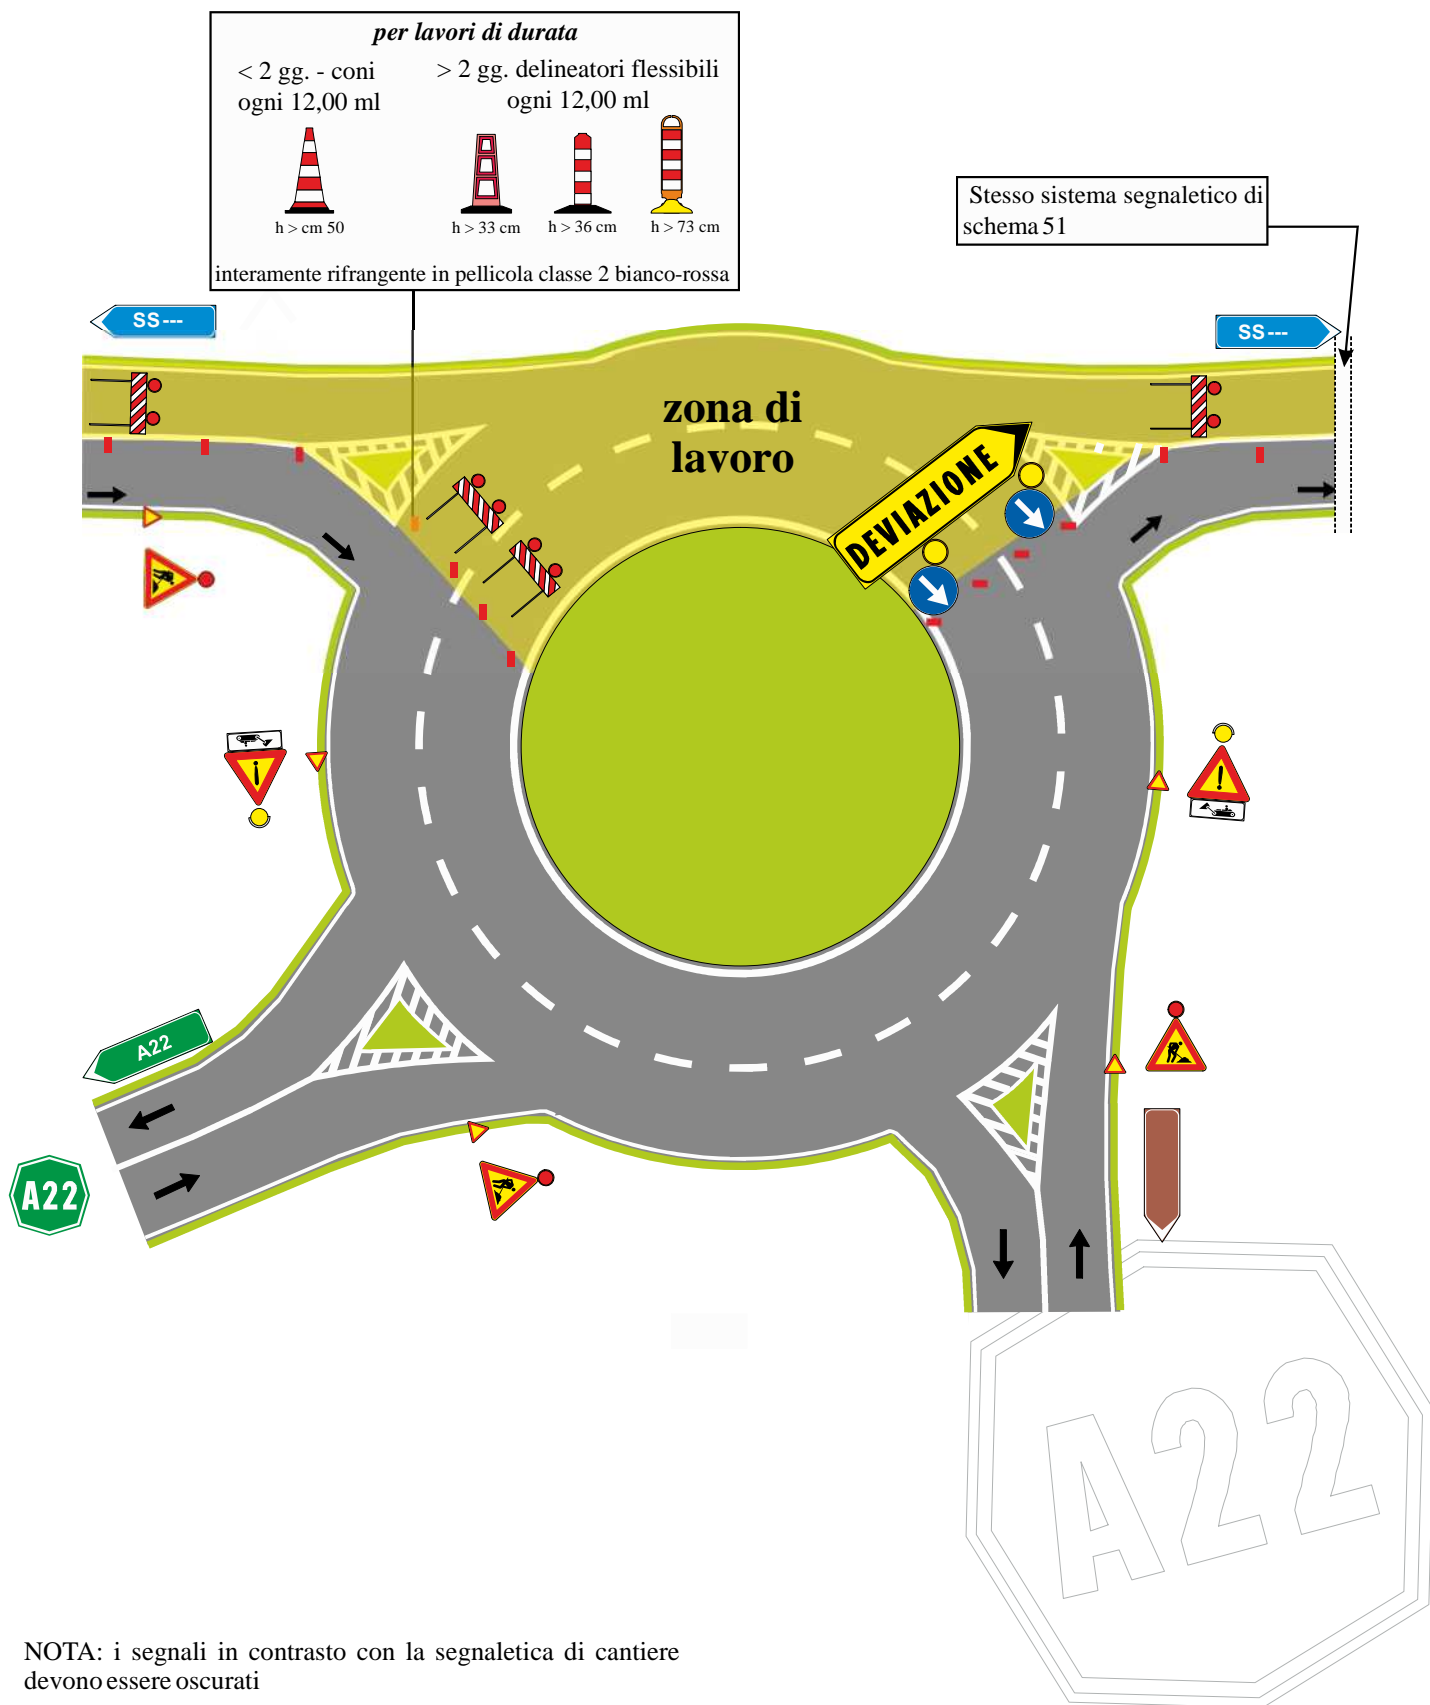 per lavori di durata
< 2 gg. - coni
ogni 12,00 ml
> 2 gg. delineatori flessibili
ogni 12,00 ml
h > cm 50
h > 33 cm
h > 36 cm
h > 73 cm
interamente rifrangente in pellicola classe 2 bianco-rossa
Stesso sistema segnaletico di
schema 51
SS---
SS---
zona di
lavoro
DEVIAZIONE
A22
A22
A22
NOTA: i segnali in contrasto con la segnaletica di cantiere
devono essere oscurati